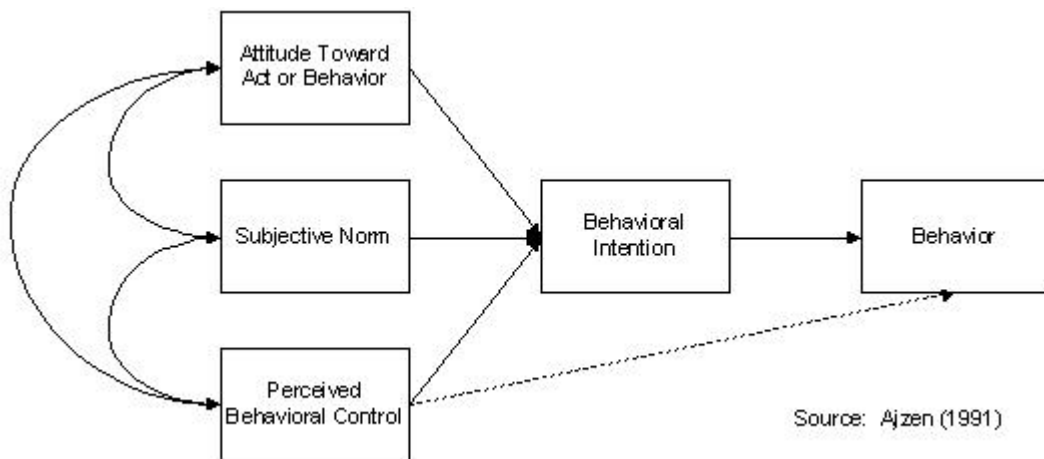 Attitude Toward
Act or Behavior
Subjective Norm
Behavioral
Intention
Behavior
Perceived
Behavioral Control
Source: Ajzen (1991)